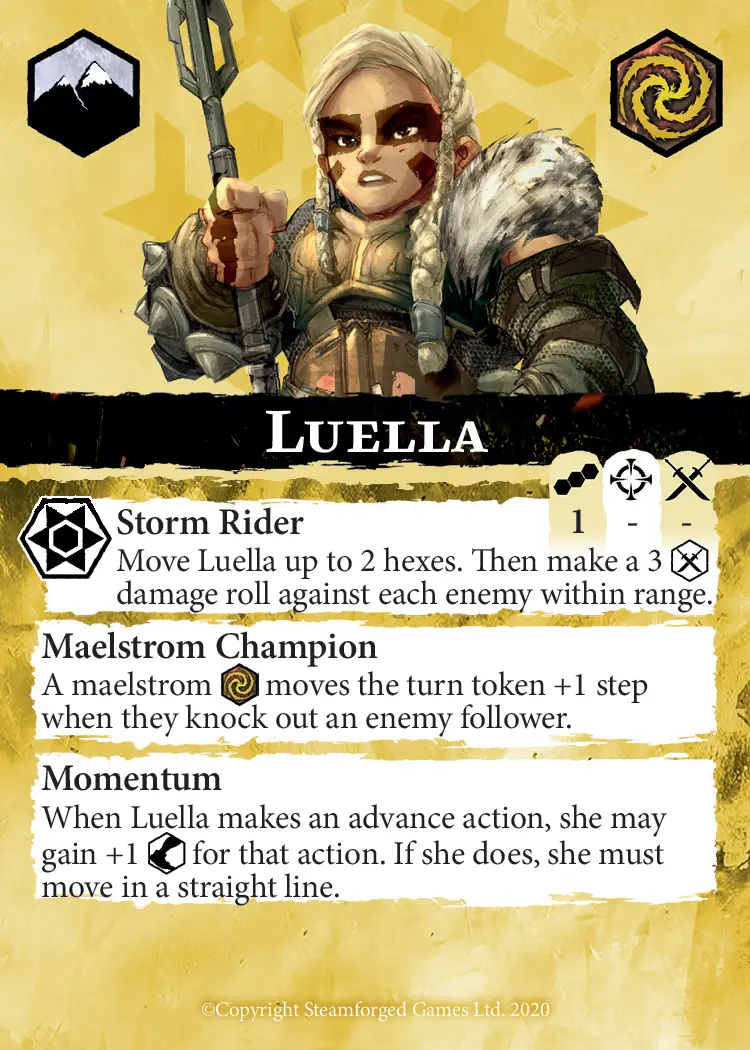 Luella
1 - -
Storm Rider
Move Luella up to 2 hexes. Then make a 3
damage roll against each enemy within range.
Maelstrom Champion
A maelstrom moves the turn token +1 step
when they knock out an enemy follower.
Momentum
When Luella makes an advance action, she may
gain +1 for that action. If she does, she must
move in a straight line.
©Copyright Steamforged Games Ltd. 2020